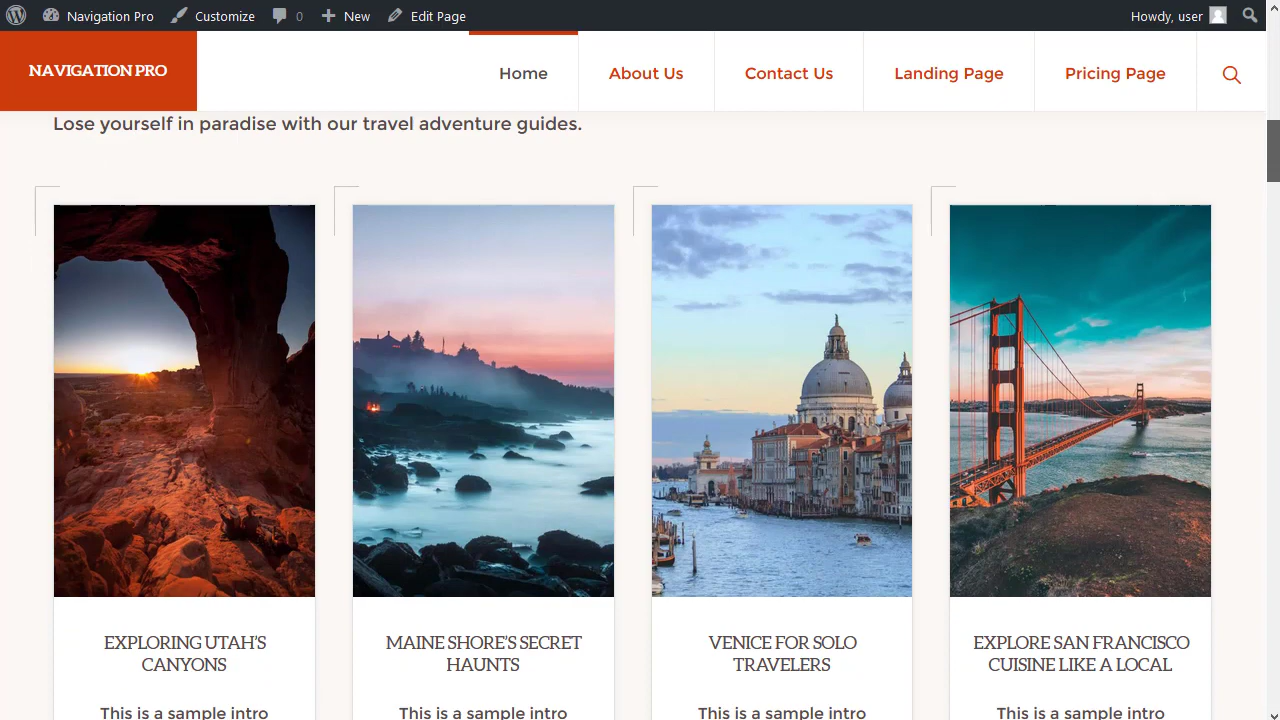 Navigation Pro Customize 0 New Edit Page Howdy, user
NAVIGATION PRO Home About Us Contact Us Landing Page Pricing Page
Lose yourself in paradise with our travel adventure guides.
EXPLORING UTAH'S
CANYONS
This is a sample intro
MAINE SHORE'S SECRET
HAUNTS
This is a sample intro
VENICE FOR SOLO
TRAVELERS
This is a sample intro
EXPLORE SAN FRANCISCO
CUISINE LIKE A LOCAL
This is a sample intro